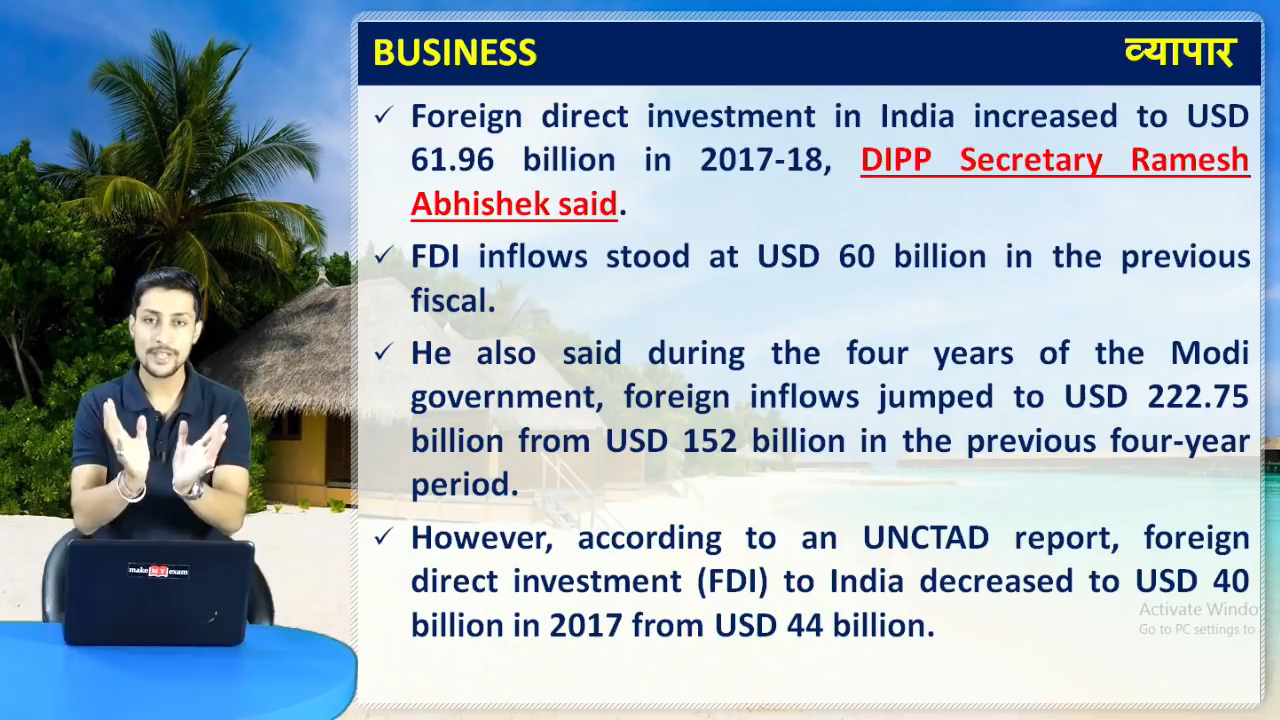 BUSINESS व्यापार
✓ Foreign direct investment in India increased to USD
61.96 billion in 2017-18, DIPP Secretary Ramesh
Abhishek said.
✓ FDI inflows stood at USD 60 billion in the previous
fiscal.
✓ He also said during the four years of the Modi
government, foreign inflows jumped to USD 222.75
billion from USD 152 billion in the previous four-year
period.
✓ However, according to an UNCTAD report, foreign
direct investment (FDI) to India decreased to USD 40
billion in 2017 from USD 44 billion.
make M T exam
Activate Windo
Go to PC settings to